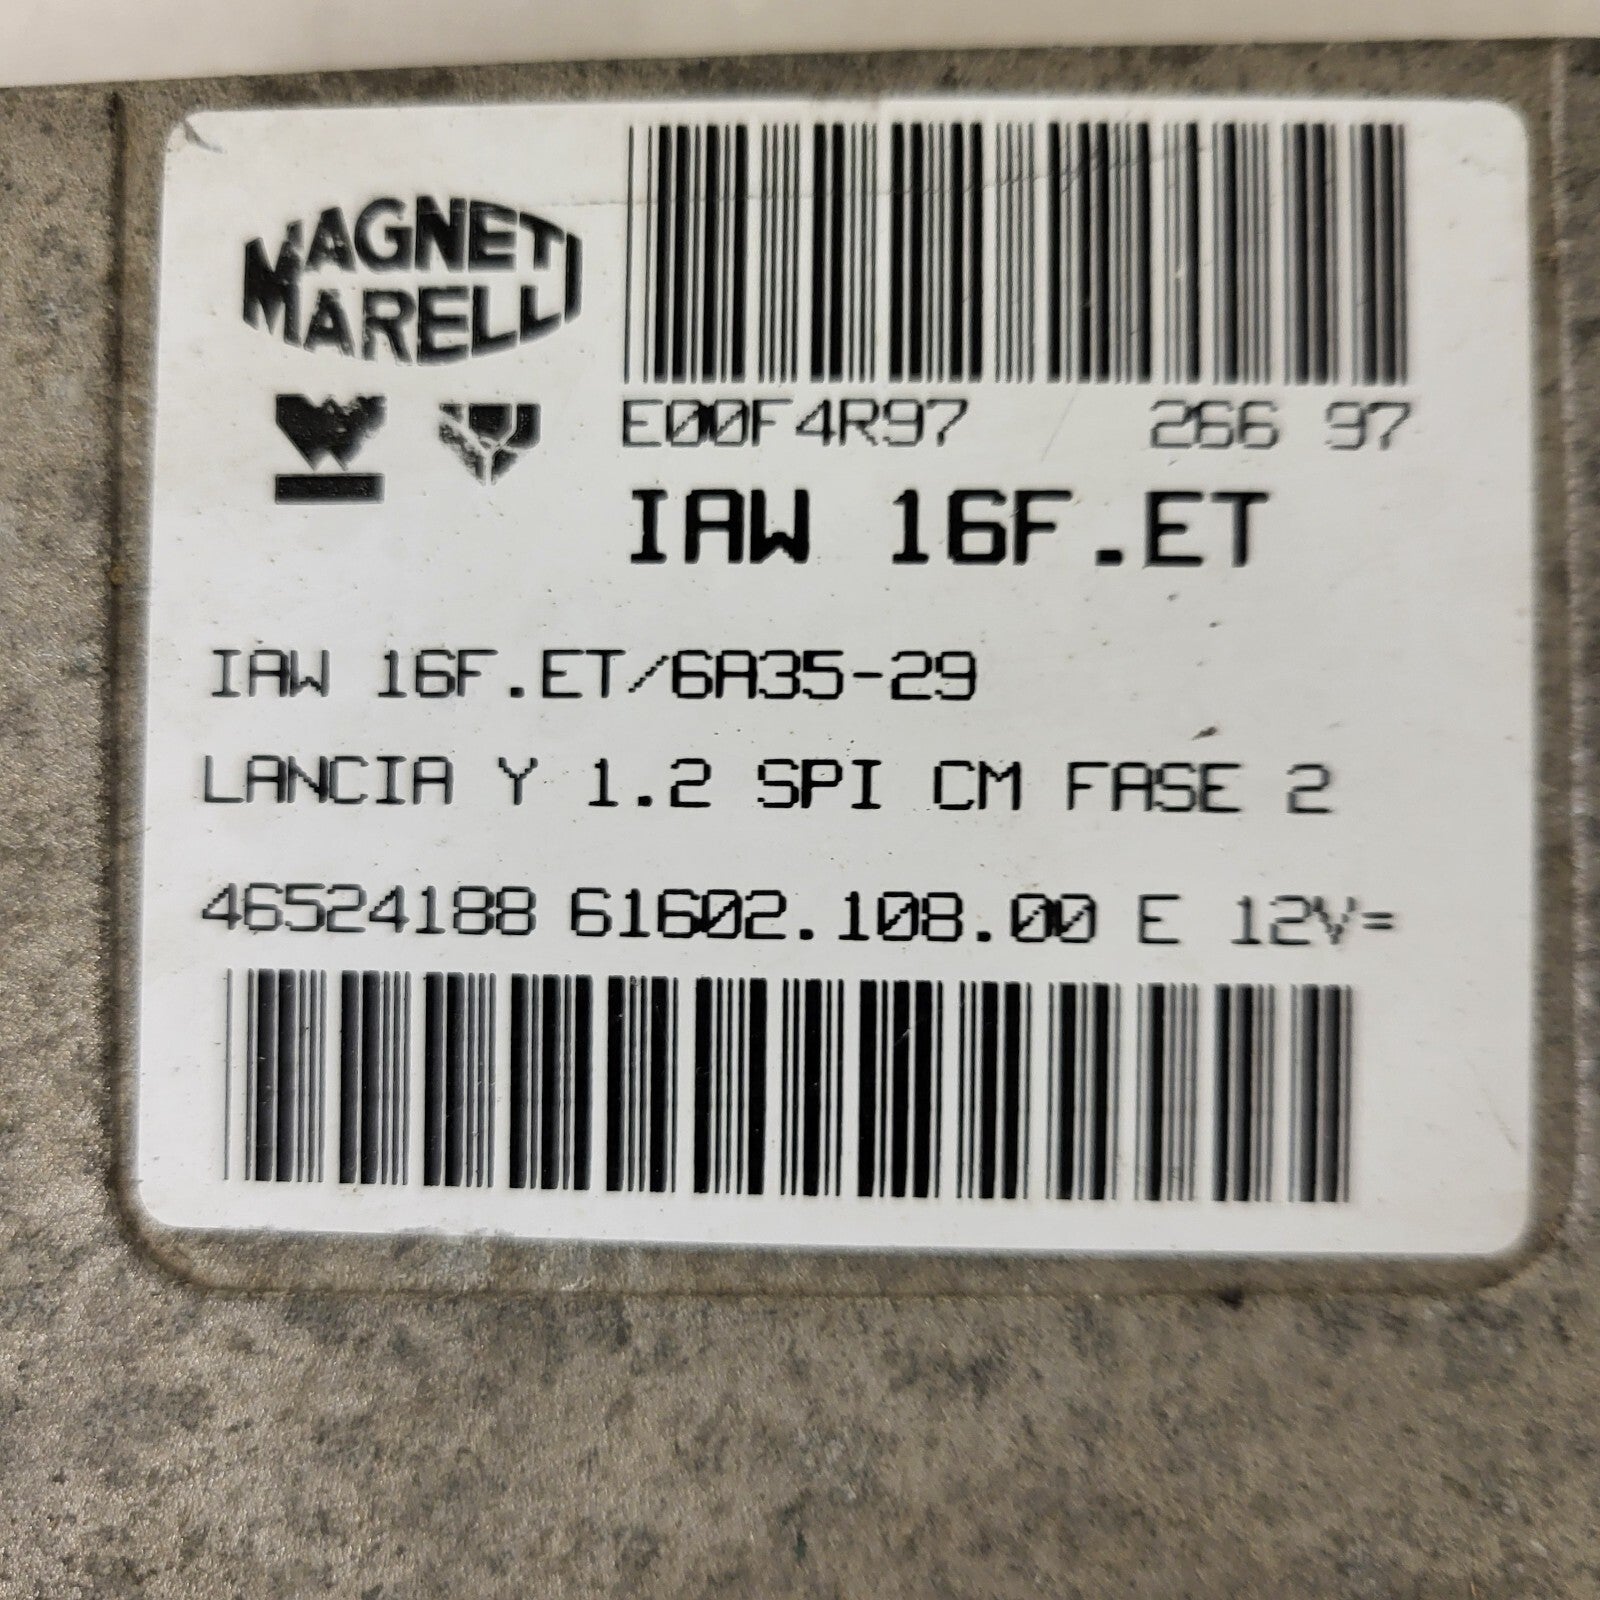 MAGNETI
MARELLI
E00F4R97 266 97
IAW 16F.ET
IAW 16F.ET/6A35-29
LANCIA Y 1.2 SPI CM FASE 2
46524188 61602.108.00 E 12V=